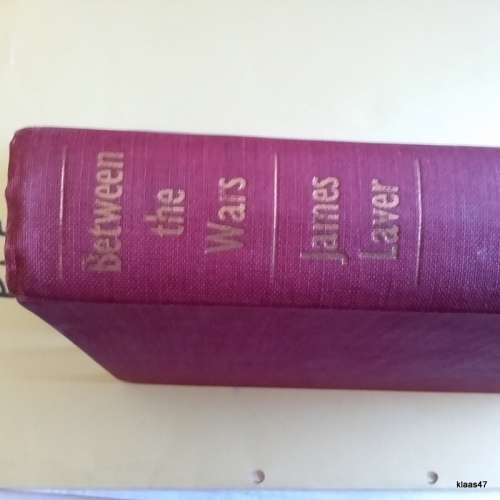 Between
the
Wars
James
Laver
klaas47